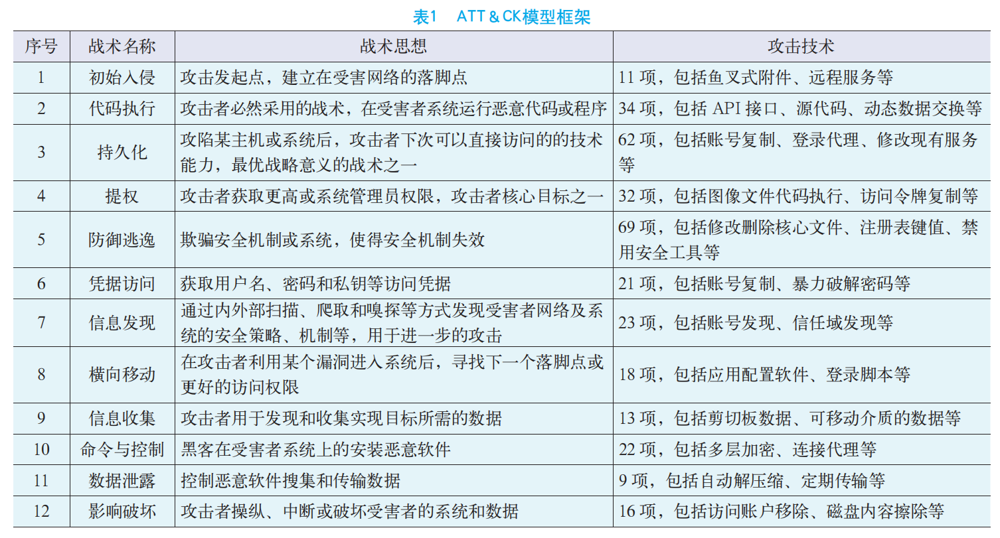 表1 ATT&CK模型框架
序号 战术名称 战术思想 攻击技术
1 初始入侵 攻击发起点，建立在受害网络的落脚点 11 项，包括鱼叉式附件、远程服务等
2 代码执行 攻击者必然采用的战术，在受害者系统运行恶意代码或程序 34 项，包括 API 接口、源代码、动态数据交换等
3 持久化 攻陷某主机或系统后，攻击者下次可以直接访问的的技术
能力，最优战略意义的战术之一
62 项，包括账号复制、登录代理、修改现有服务
等
4 提权 攻击者获取更高或系统管理员权限，攻击者核心目标之一 32 项，包括图像文件代码执行、访问令牌复制等
5 防御逃逸 欺骗安全机制或系统，使得安全机制失效
69 项，包括修改删除核心文件、注册表键值、禁
用安全工具等
6 凭据访问 获取用户名、密码和私钥等访问凭据 21 项，包括账号复制、暴力破解密码等
7 信息发现 通过内外部扫描、爬取和嗅探等方式发现受害者网络及系
统的安全策略、机制等，用于进一步的攻击
23 项，包括账号发现、信任域发现等
8 横向移动 在攻击者利用某个漏洞进入系统后，寻找下一个落脚点或
更好的访问权限
18 项，包括应用配置软件、登录脚本等
9 信息收集 攻击者用于发现和收集实现目标所需的数据 13 项，包括剪切板数据、可移动介质的数据等
10 命令与控制 黑客在受害者系统上的安装恶意软件 22 项，包括多层加密、连接代理等
11 数据泄露 控制恶意软件搜集和传输数据 9 项，包括自动解压缩、定期传输等
12 影响破坏 攻击者操纵、中断或破坏受害者的系统和数据 16 项，包括访问账户移除、磁盘内容擦除等